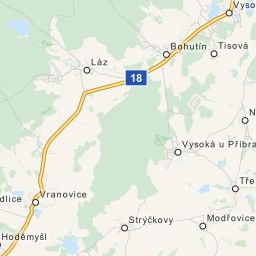 Vyso
Bohutín
Tisová
Láz
18
N
Vysoká u Příbra
Tře
dlice
Vranovice
Strýčkovy
Modřovice
Hoděmyšl